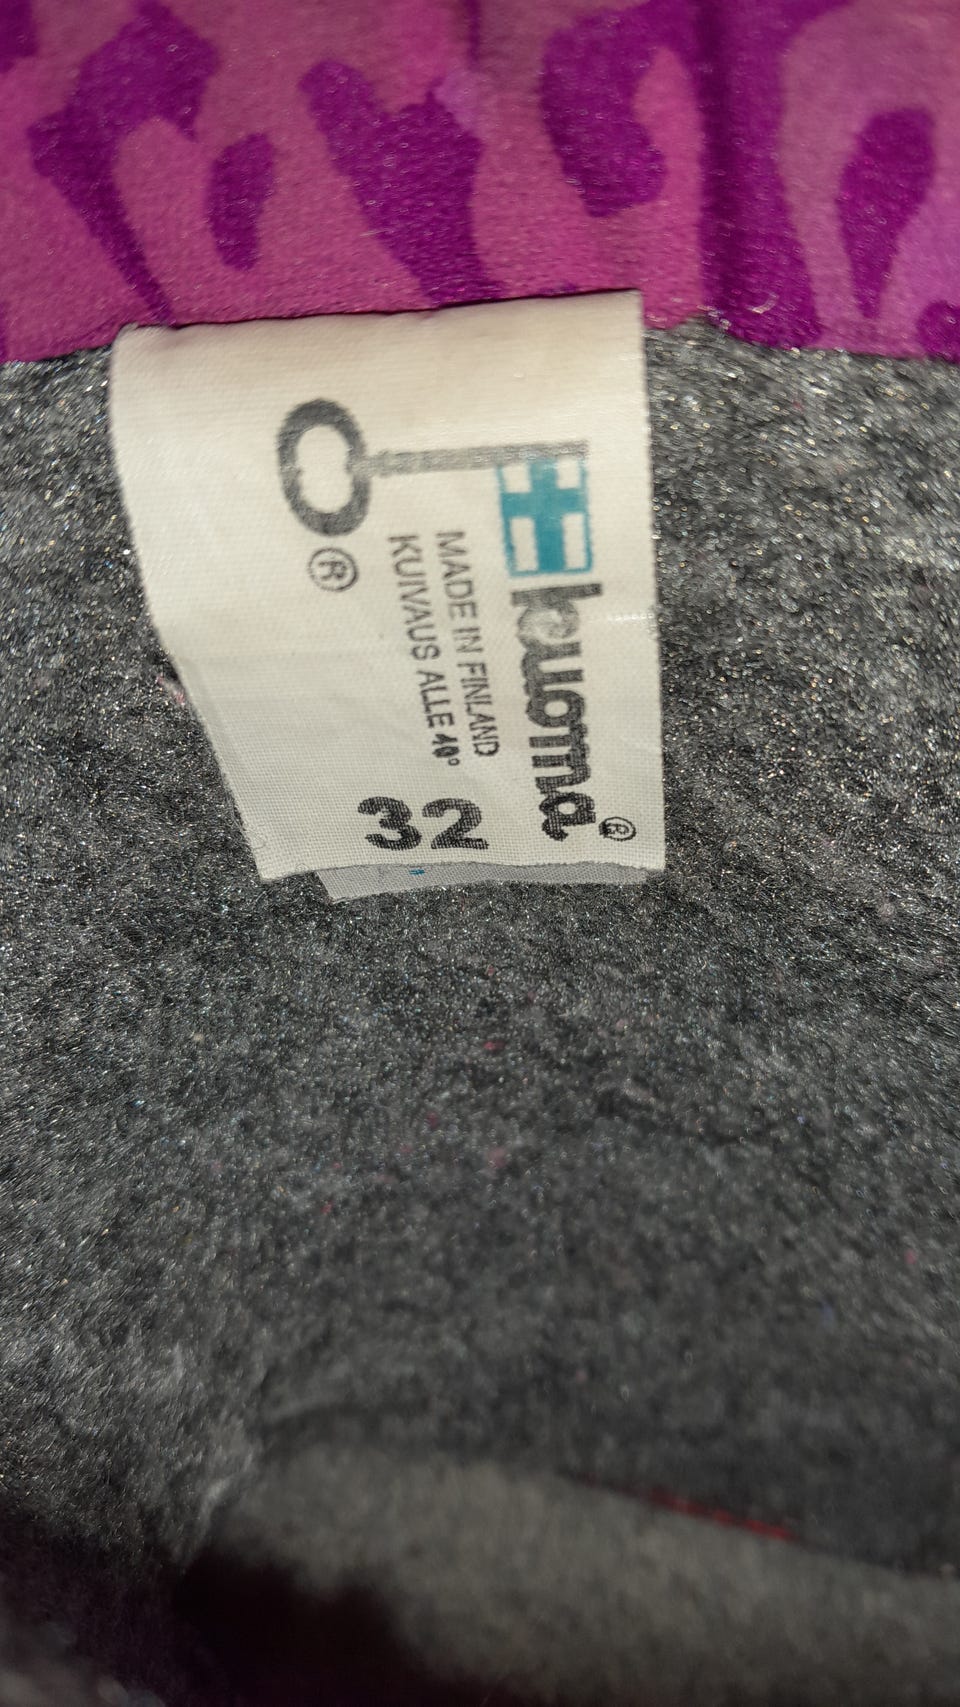 kuoma®
MADE IN FINLAND
KUIVAUS ALLE 40°
32
®